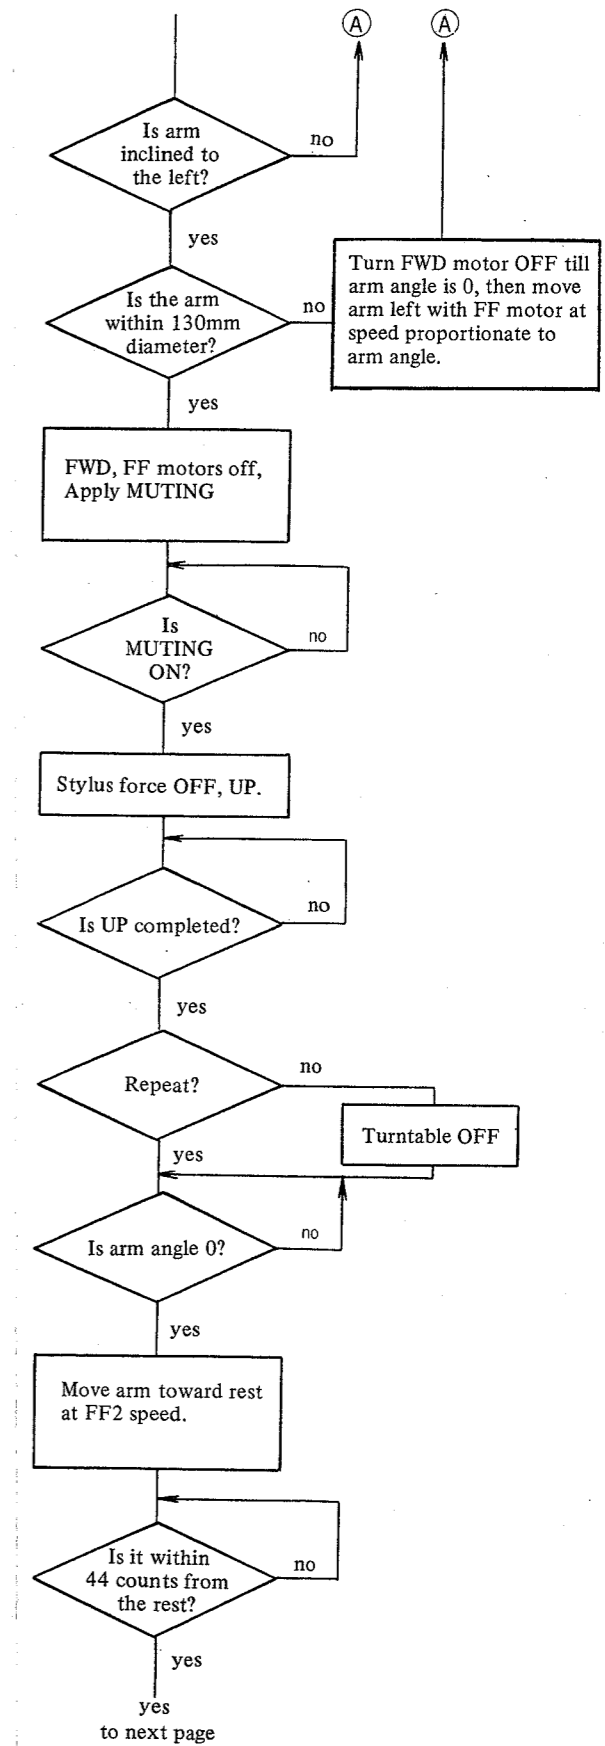 A
A
Is arm
inclined to
the left?
no
yes
Turn FWD motor OFF till
arm angle is 0, then move
arm left with FF motor at
speed proportionate to
arm angle.
Is the arm
within 130mm
diameter?
no
yes
FWD, FF motors off,
Apply MUTING
Is
MUTING
ON?
no
yes
Stylus force OFF, UP.
Is UP completed?
no
yes
Repeat?
no
Turntable OFF
yes
Is arm angle 0?
no
yes
Move arm toward rest
at FF2 speed.
Is it within
44 counts from
the rest?
no
yes
yes
to next page